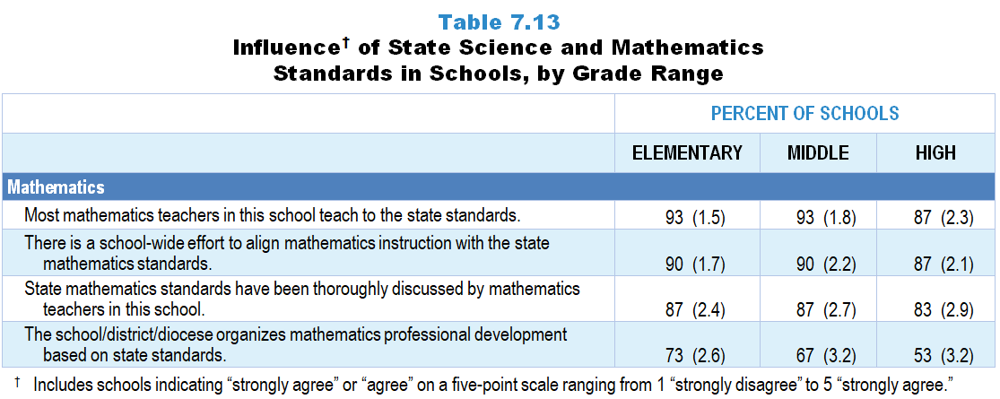 Table 7.13
Influence† of State Science and Mathematics
Standards in Schools, by Grade Range
PERCENT OF SCHOOLS
ELEMENTARY MIDDLE HIGH
Mathematics
Most mathematics teachers in this school teach to the state standards. 93 (1.5) 93 (1.8) 87 (2.3)
There is a school-wide effort to align mathematics instruction with the state
mathematics standards. 90 (1.7) 90 (2.2) 87 (2.1)
State mathematics standards have been thoroughly discussed by mathematics
teachers in this school. 87 (2.4) 87 (2.7) 83 (2.9)
The school/district/diocese organizes mathematics professional development
based on state standards. 73 (2.6) 67 (3.2) 53 (3.2)
† Includes schools indicating “strongly agree” or “agree” on a five-point scale ranging from 1 “strongly disagree” to 5 “strongly agree.”